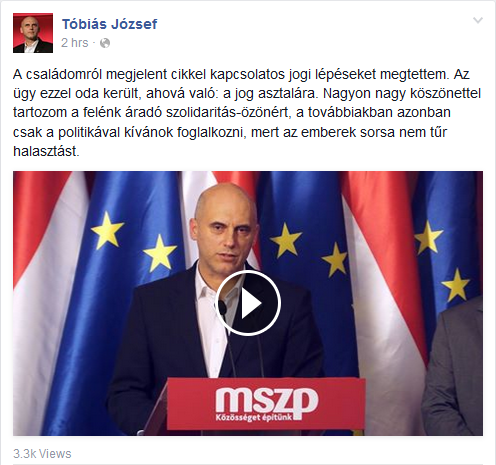 Tóbiás József
2 hrs ·
A családomról megjelent cikkel kapcsolatos jogi lépéseket megtettem. Az
ügy ezzel oda került, ahová való: a jog asztalára. Nagyon nagy köszönettel
tartozom a felénk áradó szolidaritás-özönért, a továbbiakban azonban
csak a politikával kívánok foglalkozni, mert az emberek sorsa nem tűr
halasztást.
mszp
Közösséget építünk
3.3k Views